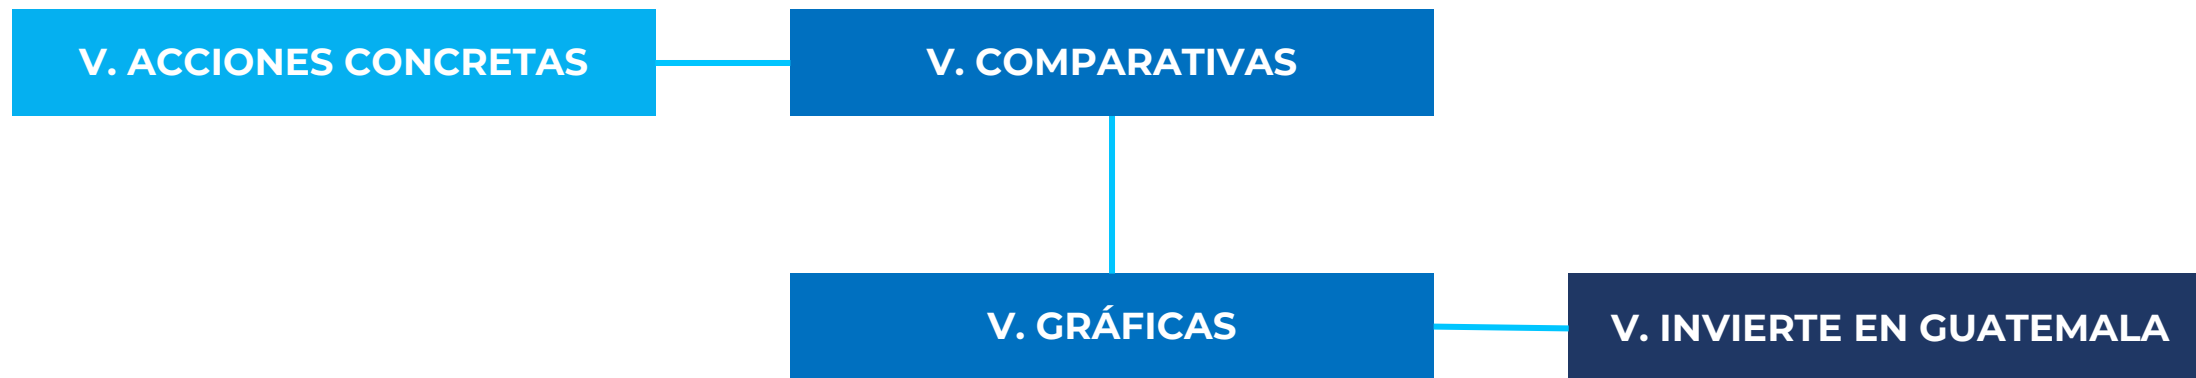 V. ACCIONES CONCRETAS
V. COMPARATIVAS
V. GRÁFICAS
V. INVIERTE EN GUATEMALA